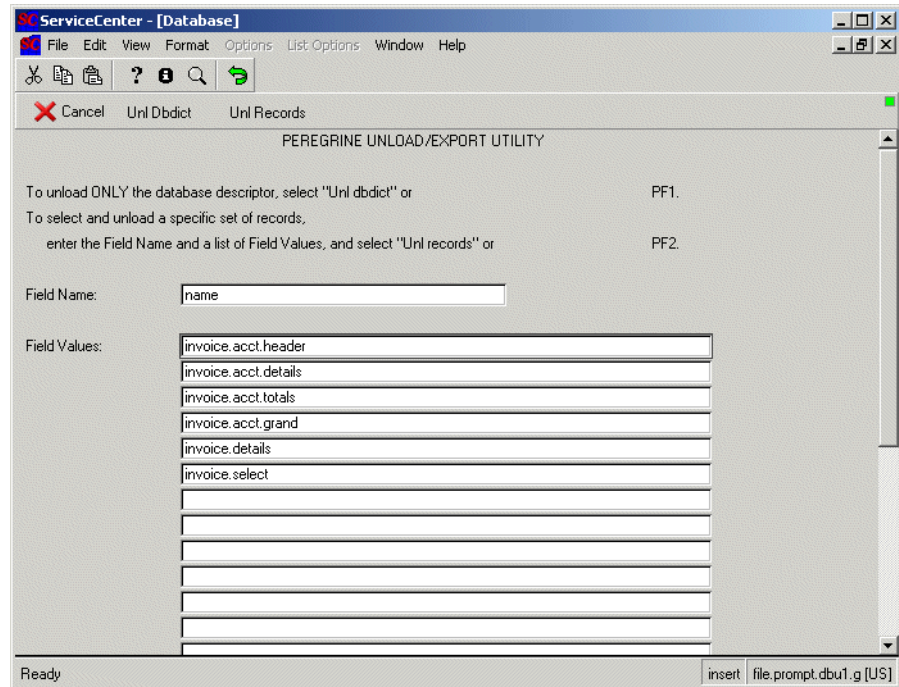 SC ServiceCenter - [Database]
SC File Edit View Format Options List Options Window Help
Cancel Unl Dbdict Unl Records
PEREGRINE UNLOAD/EXPORT UTILITY
To unload ONLY the database descriptor, select "Unl dbdict" or PF1.
To select and unload a specific set of records,
enter the Field Name and a list of Field Values, and select "Unl records" or PF2.
Field Name: name
Field Values: invoice.acct.header
invoice.acct.details
invoice.acct.totals
invoice.acct.grand
invoice.details
invoice.select
Ready insert file.prompt.dbu1.g [US]